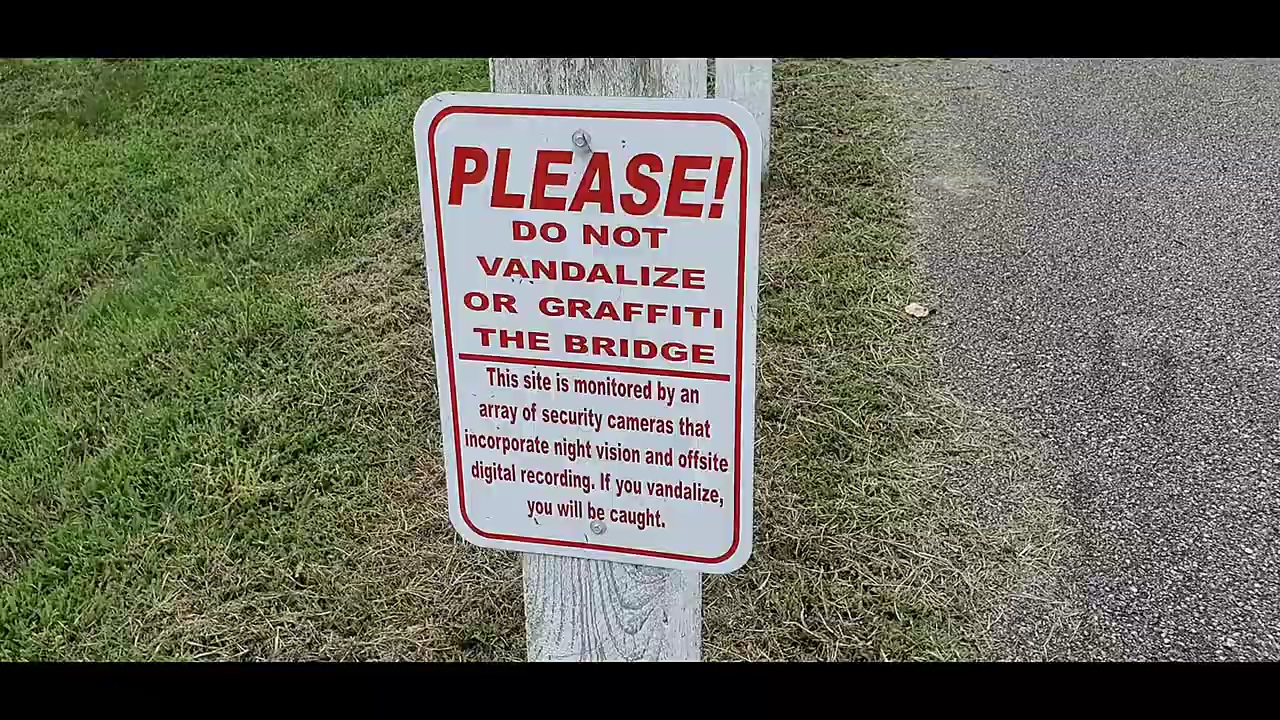 PLEASE!
DO NOT
VANDALIZE
OR GRAFFITI
THE BRIDGE
This site is monitored by an
array of security cameras that
incorporate night vision and offsite
digital recording. If you vandalize,
you will be caught.